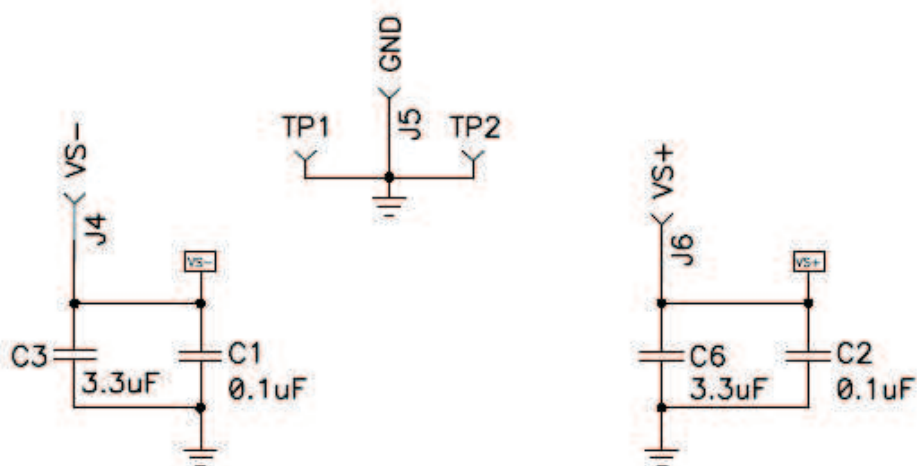 GND
J5
TP1
TP2
VS-
J4
VS-
VS+
J6
VS+
C3
3.3uF
C1
0.1uF
C6
3.3uF
C2
0.1uF